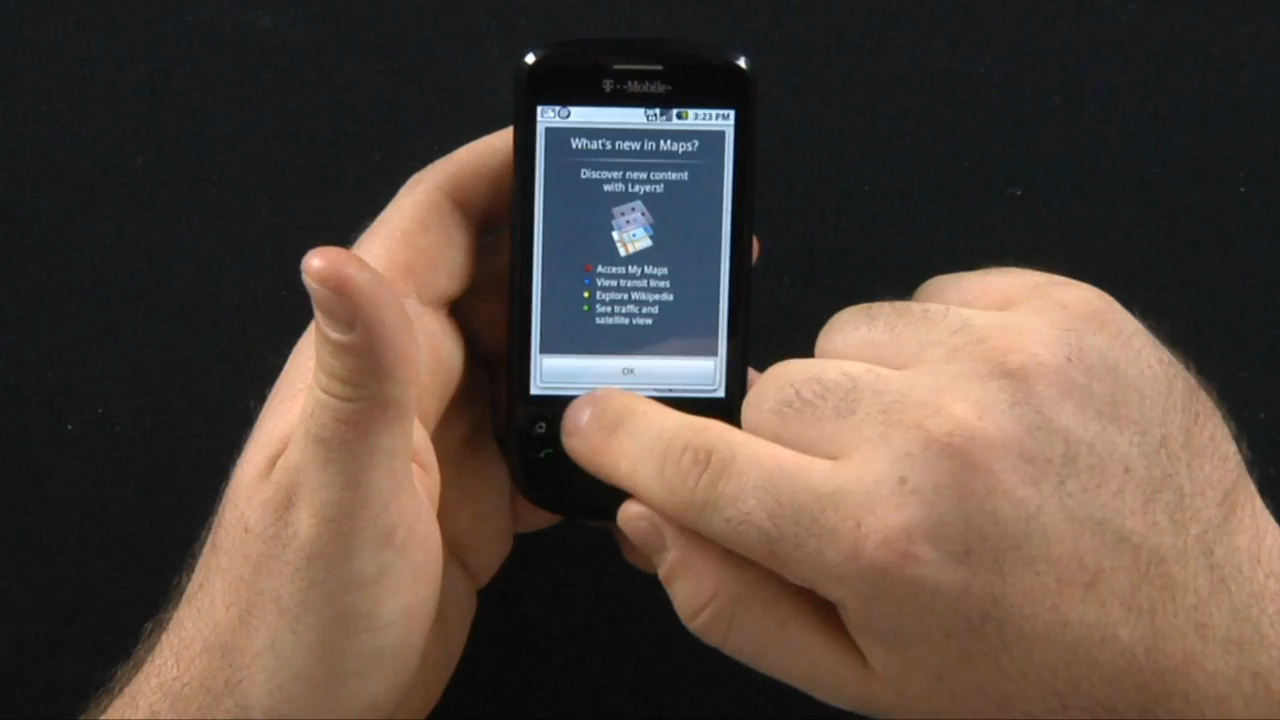 T··Mobile·
3:23 PM
What's new in Maps?
Discover new content
with Layers!
Access My Maps
View transit lines
Explore Wikipedia
See traffic and
satellite view
OK